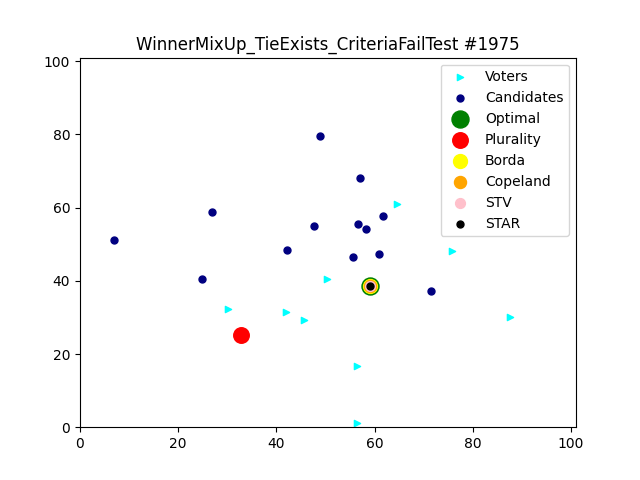 WinnerMixUp_TieExists_CriteriaFailTest #1975
Voters
Candidates
Optimal
Plurality
Borda
Copeland
STV
STAR
100
80
60
40
20
0
0 20 40 60 80 100